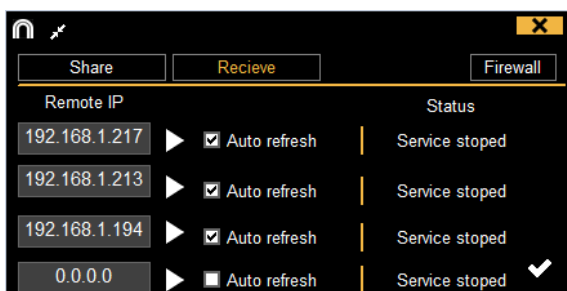 Share Recieve Firewall
Remote IP Status
192.168.1.217 Auto refresh Service stoped
192.168.1.213 Auto refresh Service stoped
192.168.1.194 Auto refresh Service stoped
0.0.0.0 Auto refresh Service stoped